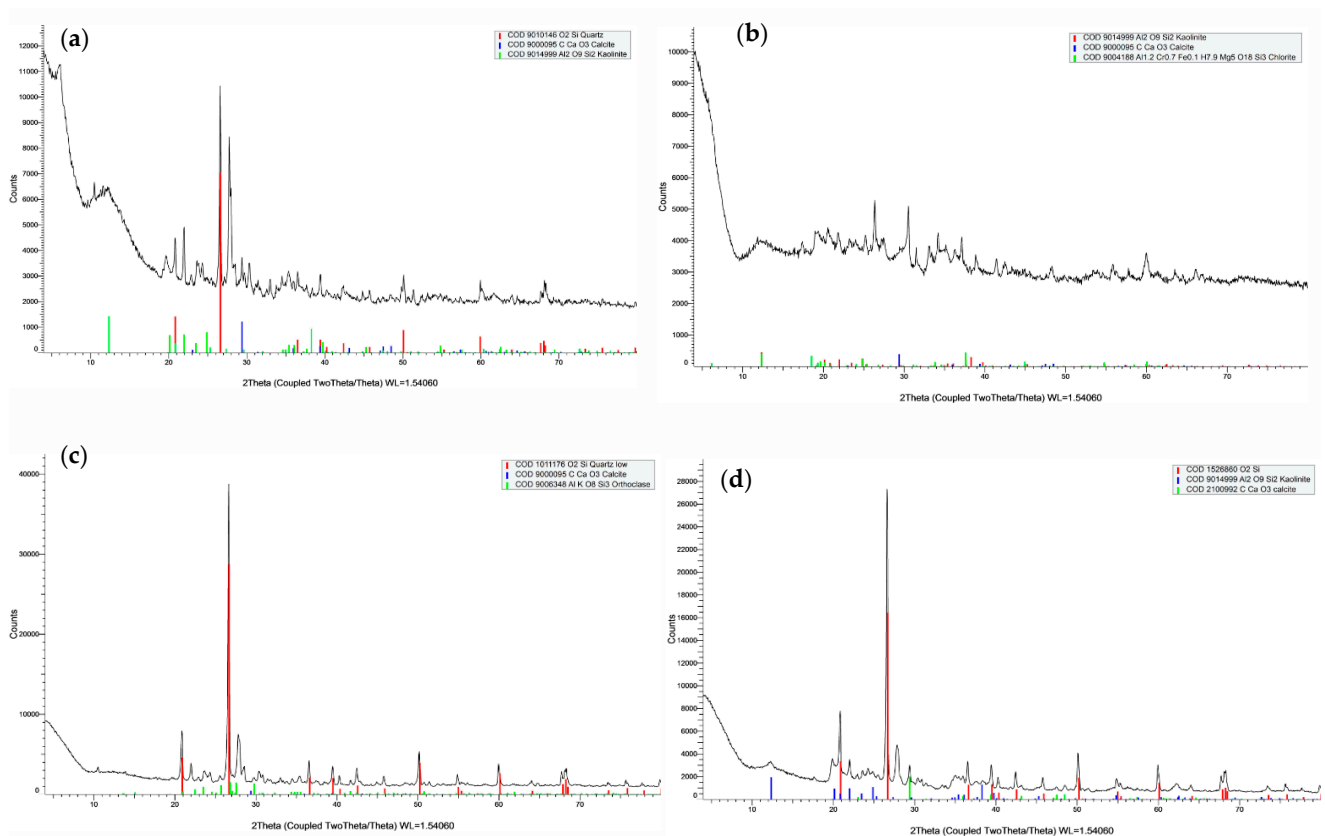 (a)
COD 9010146 O2 Si Quartz
COD 9000095 C Ca O3 Calcite
COD 9014999 Al2 O9 Si2 Kaolinite
12000
11000
10000
9000
8000
7000
6000
5000
4000
3000
2000
1000
0
Counts
10 20 30 40 50 60 70
2Theta (Coupled TwoTheta/Theta) WL=1.54060
(b)
COD 9014999 Al2 O9 Si2 Kaolinite
COD 9000095 C Ca O3 Calcite
COD 9004188 Al1.2 Cr0.7 Fe0.1 H7.9 Mg5 O18 Si3 Chlorite
10000
9000
8000
7000
6000
5000
4000
3000
2000
1000
0
Counts
10 20 30 40 50 60 70
2Theta (Coupled TwoTheta/Theta) WL=1.54060
(c)
COD 1011176 O2 Si Quartz low
COD 9000095 C Ca O3 Calcite
COD 9006348 Al K O8 Si3 Orthoclase
40000
30000
20000
10000
0
Counts
10 20 30 40 50 60 70
2Theta (Coupled TwoTheta/Theta) WL=1.54060
(d)
COD 1526860 O2 Si
COD 9014999 Al2 O9 Si2 Kaolinite
COD 2100992 C Ca O3 calcite
28000
26000
24000
22000
20000
18000
16000
14000
12000
10000
8000
6000
4000
2000
0
Counts
10 20 30 40 50 60 70 80
2Theta (Coupled TwoTheta/Theta) WL=1.54060